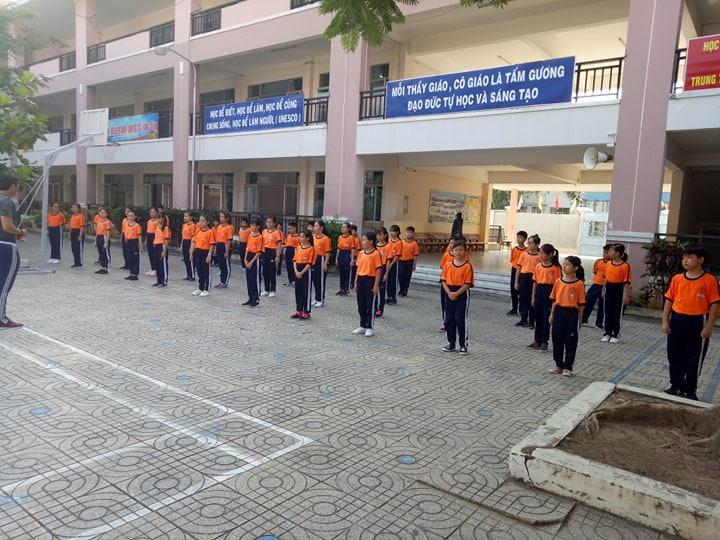 HỌC ĐỂ BIẾT, HỌC ĐỂ LÀM, HỌC ĐỂ CÙNG
CHUNG SỐNG, HỌC ĐỂ LÀM NGƯỜI, (UNESCO)
MỖI THẦY GIÁO, CÔ GIÁO LÀ TẤM GƯƠNG
ĐẠO ĐỨC TỰ HỌC VÀ SÁNG TẠO
HỌC
TRUNG